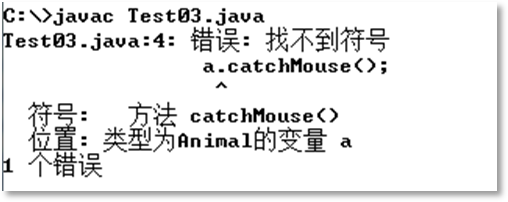 C:\>javac Test03.java
Test03.java:4: 错误: 找不到符号
a.catchMouse();
^
符号: 方法 catchMouse()
位置: 类型为Animal的变量 a
1 个错误